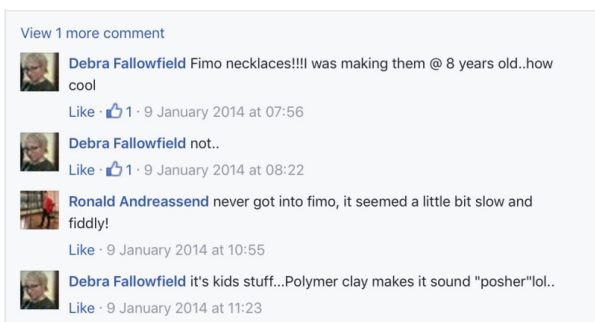 View 1 more comment
Debra Fallowfield Fimo necklaces!!!I was making them @ 8 years old..how
cool
Like · 1 · 9 January 2014 at 07:56
Debra Fallowfield not..
Like · 1 · 9 January 2014 at 08:22
Ronald Andreassend never got into fimo, it seemed a little bit slow and
fiddly!
Like · 9 January 2014 at 10:55
Debra Fallowfield it's kids stuff...Polymer clay makes it sound "posher"lol..
Like · 9 January 2014 at 11:23